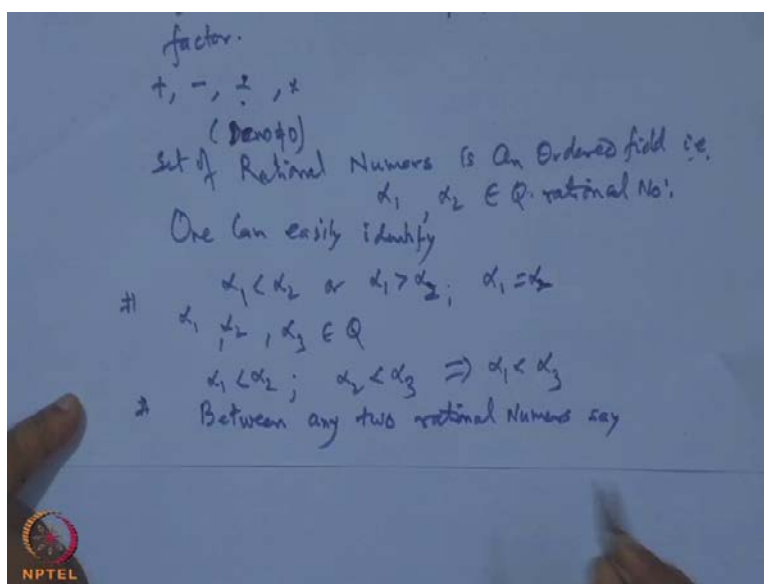 factor.
+, -, ÷, ×
(Deno≠0)
Set of Rational Numers is An Ordered field i.e.
α₁, α₂ ∈ Q. rational No:
One Can easily identify
α₁ < α₂ or α₁ > α₂; α₁ = α₂
# α₁, α₂, α₃ ∈ Q
α₁ < α₂; α₂ < α₃ ⇒ α₁ < α₃
Between any two rational Numers say
NPTEL